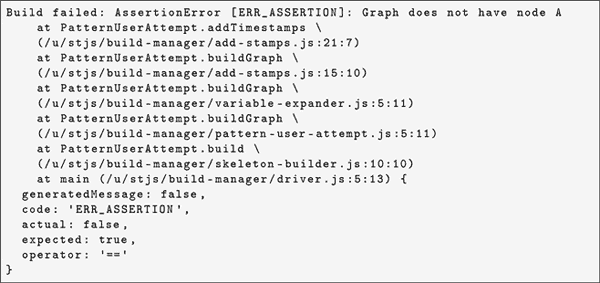 Build failed: AssertionError [ERR_ASSERTION]: Graph does not have node A
    at PatternUserAttempt.addTimestamps \
    (/u/stjs/build-manager/add-stamps.js:21:7)
    at PatternUserAttempt.buildGraph \
    (/u/stjs/build-manager/add-stamps.js:15:10)
    at PatternUserAttempt.buildGraph \
    (/u/stjs/build-manager/variable-expander.js:5:11)
    at PatternUserAttempt.buildGraph \
    (/u/stjs/build-manager/pattern-user-attempt.js:5:11)
    at PatternUserAttempt.build \
    (/u/stjs/build-manager/skeleton-builder.js:10:10)
    at main (/u/stjs/build-manager/driver.js:5:13) {
  generatedMessage: false,
  code: 'ERR_ASSERTION',
  actual: false,
  expected: true,
  operator: '=='
}